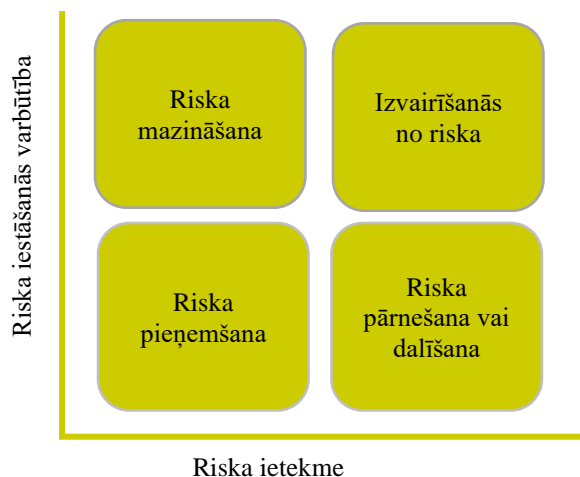 Riska iestāšanās varbūtība
Riska
mazināšana
Izvairīšanās
no riska
Riska
pieņemšana
Riska
pārnešana vai
dalīšana
Riska ietekme